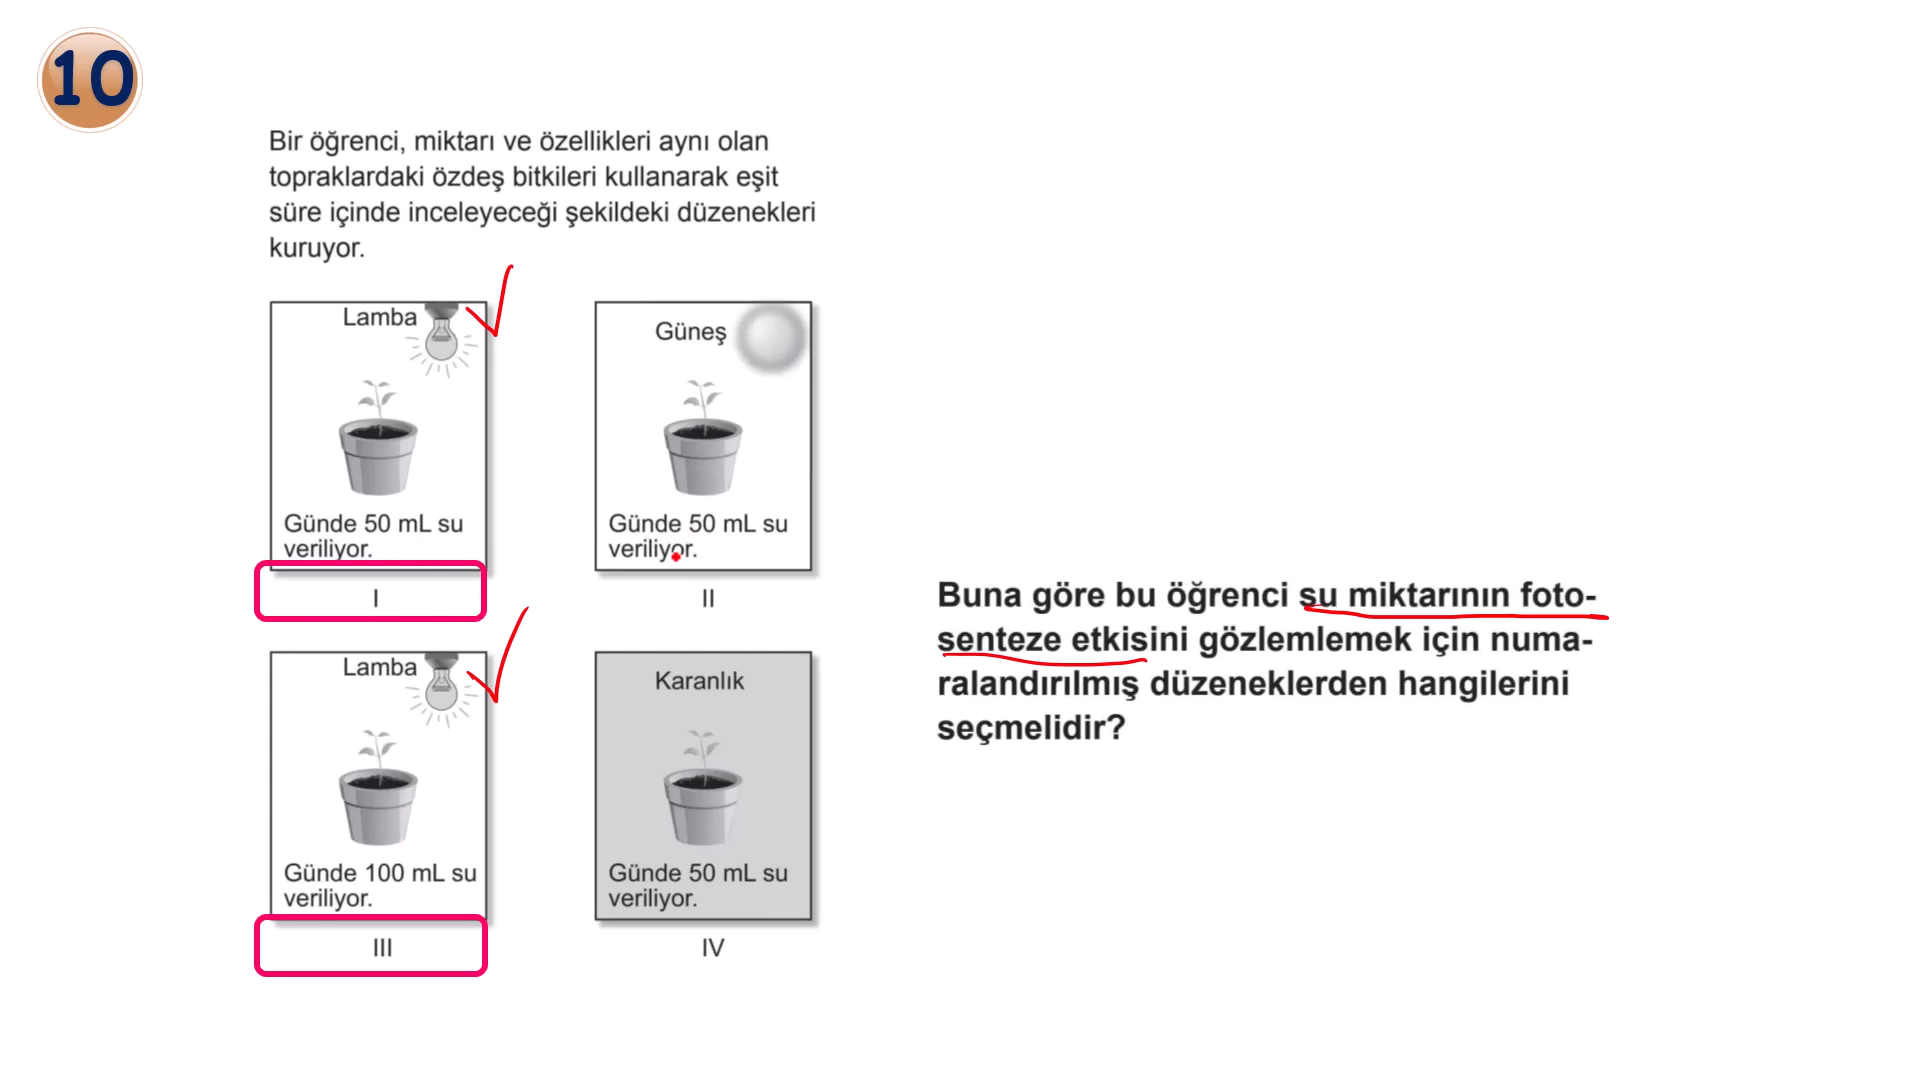 10
Bir öğrenci, miktarı ve özellikleri aynı olan
topraklardaki özdeş bitkileri kullanarak eşit
süre içinde inceleyeceği şekildeki düzenekleri
kuruyor.
Lamba
Günde 50 mL su
veriliyor.
I
Güneş
Günde 50 mL su
veriliyor.
II
Lamba
Günde 100 mL su
veriliyor.
III
Karanlık
Günde 50 mL su
veriliyor.
IV
Buna göre bu öğrenci su miktarının foto-
senteze etkisini gözlemlemek için numa-
ralandırılmış düzeneklerden hangilerini
seçmelidir?